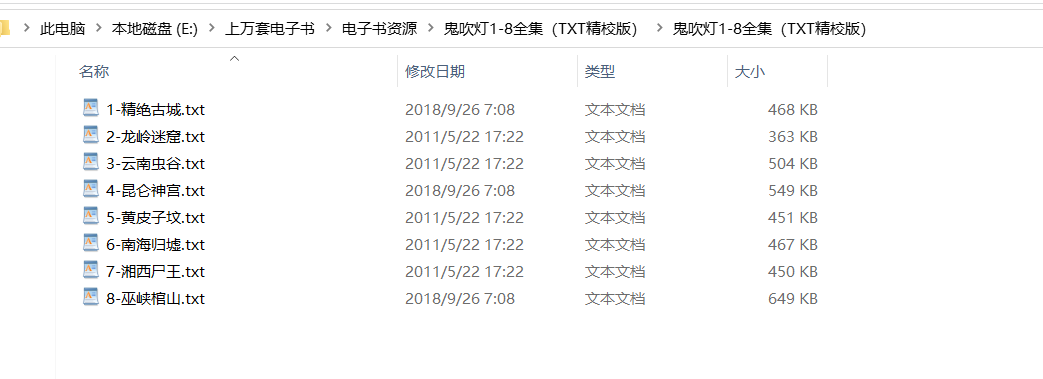 此电脑 > 本地磁盘 (E:) > 上万套电子书 > 电子书资源 > 鬼吹灯1-8全集（TXT精校版） > 鬼吹灯1-8全集（TXT精校版）
名称 修改日期 类型 大小
1-精绝古城.txt 2018/9/26 7:08 文本文档 468 KB
2-龙岭迷窟.txt 2011/5/22 17:22 文本文档 363 KB
3-云南虫谷.txt 2011/5/22 17:22 文本文档 504 KB
4-昆仑神宫.txt 2018/9/26 7:08 文本文档 549 KB
5-黄皮子坟.txt 2011/5/22 17:22 文本文档 451 KB
6-南海归墟.txt 2011/5/22 17:22 文本文档 467 KB
7-湘西尸王.txt 2011/5/22 17:22 文本文档 450 KB
8-巫峡棺山.txt 2018/9/26 7:08 文本文档 649 KB